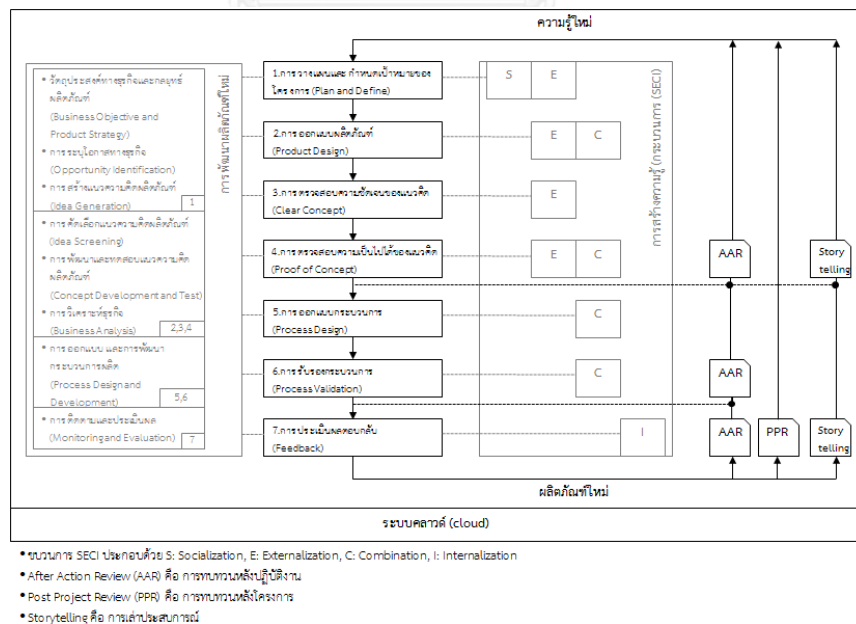 ความรู้ใหม่
• วัตถุประสงค์ทางธุรกิจและกลยุทธ์
ผลิตภัณฑ์
(Business Objective and
Product Strategy)
• การระบุโอกาสทางธุรกิจ
(Opportunity Identification)
• การสร้างแนวความคิดผลิตภัณฑ์
(Idea Generation)
1
• การคัดเลือกแนวความคิดผลิตภัณฑ์
(Idea Screening)
• การพัฒนาและทดสอบแนวความคิด
ผลิตภัณฑ์
(Concept Development and Test)
• การวิเคราะห์ธุรกิจ
(Business Analysis)
2,3,4
• การออกแบบ และการพัฒนา
กระบวนการผลิต
(Process Design and
Development)
5,6
• การติดตามและประเมินผล
(Monitoring and Evaluation)
7
การพัฒนาผลิตภัณฑ์ใหม่
1.การวางแผนและ กำหนดเป้าหมายของ
โครงการ (Plan and Define)
2.การออกแบบผลิตภัณฑ์
(Product Design)
3.การตรวจสอบความชัดเจนของแนวคิด
(Clear Concept)
4.การตรวจสอบความเป็นไปได้ของแนวคิด
(Proof of Concept)
5.การออกแบบกระบวนการ
(Process Design)
6.การรับรองกระบวนการ
(Process Validation)
7.การประเมินผลตอบกลับ
(Feedback)
S E
E C
E
E C
C
C
I
การสร้างความรู้ (กระบวนการ (SECI)
AAR
Story
telling
AAR
AAR
PPR
Story
telling
ผลิตภัณฑ์ใหม่
ระบบคลาวด์ (cloud)
• ขบวนการ SECI ประกอบด้วย S: Socialization, E: Externalization, C: Combination, I: Internalization
• After Action Review (AAR) คือ การทบทวนหลังปฏิบัติงาน
• Post Project Review (PPR) คือ การทบทวนหลังโครงการ
• Storytelling คือ การเล่าประสบการณ์